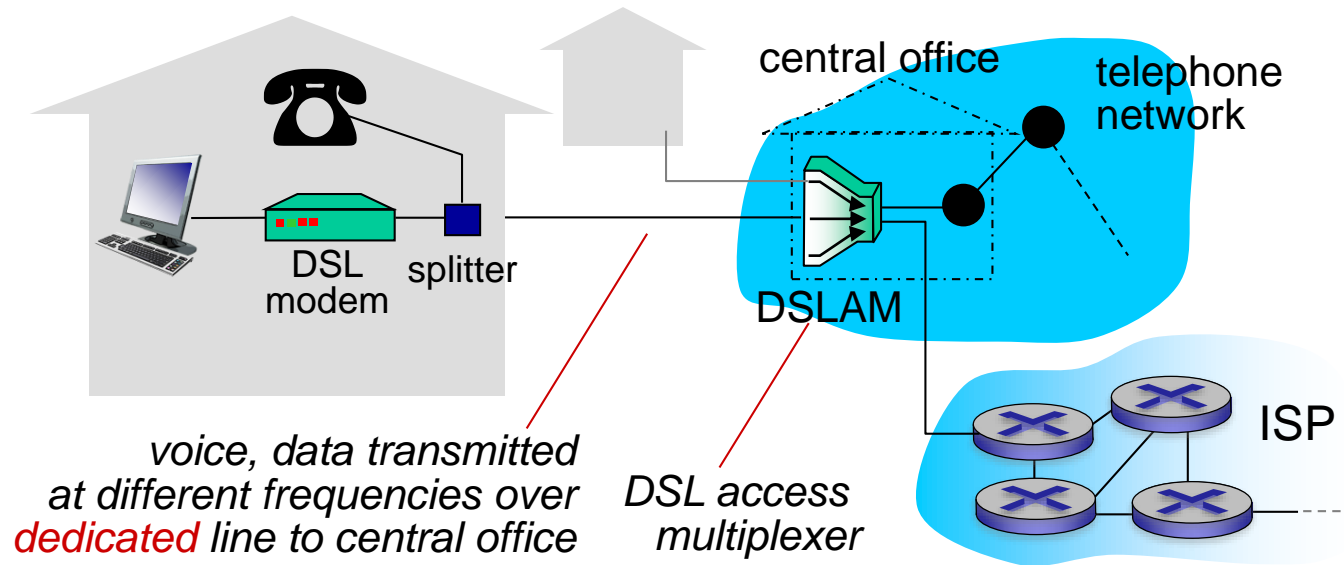 central office
telephone
network
DSL
modem
splitter
DSLAM
ISP
voice, data transmitted
at different frequencies over
dedicated line to central office
DSL access
multiplexer